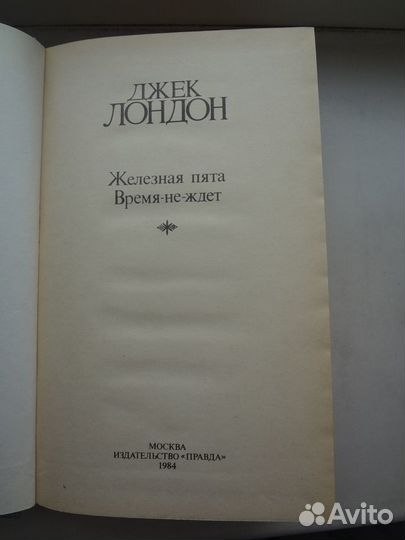 ДЖЕК
ЛОНДОН
Железная пята
Время-не-ждет
МОСКВА
ИЗДАТЕЛЬСТВО «ПРАВДА»
1984
Avito